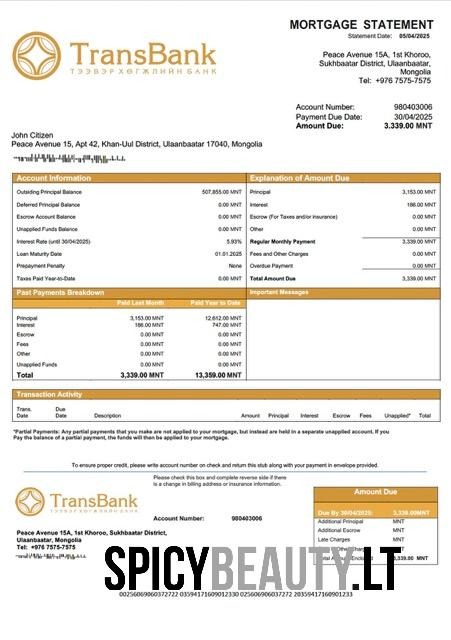 MORTGAGE STATEMENT
Statement Date: 05/04/2025
TransBank
ТЭЭВЭР ХӨГЖЛИЙН БАНК
Peace Avenue 15A, 1st Khoroo,
Sukhbaatar District, Ulaanbaatar,
Mongolia
Tel: +976 7575-7575
Account Number: 980403006
Payment Due Date: 30/04/2025
Amount Due: 3,339.00 MNT
John Citizen
Peace Avenue 15, Apt 42, Khan-Uul District, Ulaanbaatar 17040, Mongolia
Account Information
Outsiding Principal Balance 507,855.00 MNT
Deferred Principal Balance 0.00 MNT
Escrow Account Balance 0.00 MNT
Unapplied Funds Balance 0.00 MNT
Interest Rate (until 30/04/2025) 5.93%
Loan Maturity Date 01.01.2025
Prepayment Penalty None
Taxes Paid Year-to-Date 0.00 MNT
Explanation of Amount Due
Principal 3,153.00 MNT
Interest 186.00 MNT
Escrow (For Taxes and/or insurance) 0.00 MNT
Other 0.00 MNT
Regular Monthly Payment 3,339.00 MNT
Fees and Other Charges 0.00 MNT
Overdue Payment 0.00 MNT
Total Amount Due 3,339.00 MNT
Past Payments Breakdown
Paid Last Month Paid Year to Date
Principal 3,153.00 MNT 12,612.00 MNT
Interest 186.00 MNT 747.00 MNT
Escrow 0.00 MNT 0.00 MNT
Fees 0.00 MNT 0.00 MNT
Other 0.00 MNT 0.00 MNT
Unapplied Funds 0.00 MNT 0.00 MNT
Total 3,339.00 MNT 13,359.00 MNT
Important Messages
Transaction Activity
Trans. Date Due Date Description Amount Principal Interest Escrow Fees Unapplied* Total
*Partial Payments: Any partial payments that you make are not applied to your mortgage, but instead are held in a separate unapplied account. If you
Pay the balance of a partial payment, the funds will then be applied to your mortgage.
To ensure proper credit, please write account number on check and return this stub along with your payment in envelope provided.
Please check this box and complete reverse side if there
is a change in billing address or insurance information.
TransBank
ТЭЭВЭР ХӨГЖЛИЙН БАНК
Account Number: 980403006
Peace Avenue 15A, 1st Khoroo, Sukhbaatar District,
Ulaanbaatar, Mongolia
Tel: +976 7575-7575
Amount Due
Due By 30/04/2025: 3,339.00MNT
Additional Principal MNT
Additional Escrow MNT
Late Charges MNT
MNT
3,339.00 MNT
SPICYBEAUTY.LT